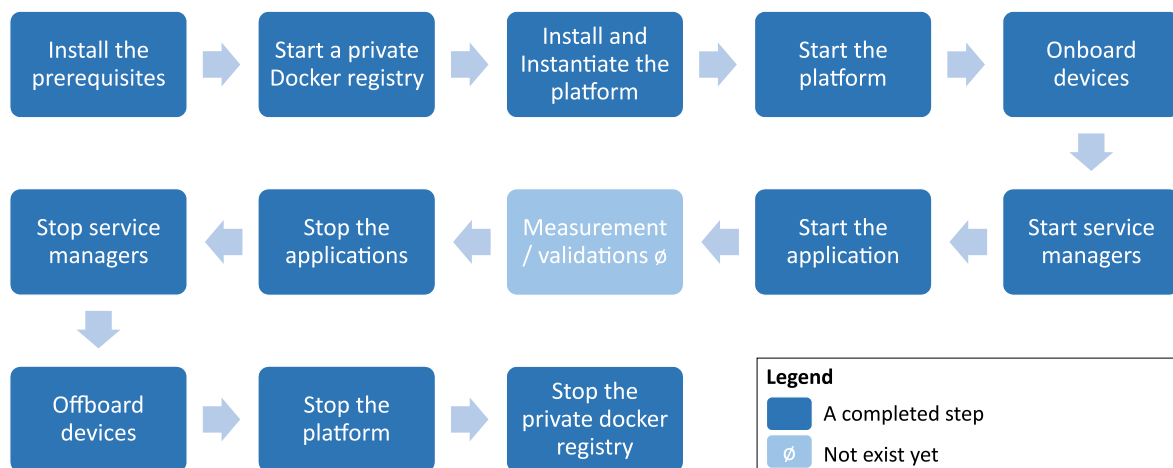 Install the
prerequisites
Start a private
Docker registry
Install and
Instantiate the
platform
Start the
platform
Onboard
devices
Stop service
managers
Stop the
applications
Measurement
/ validations ø
Start the
application
Start service
managers
Offboard
devices
Stop the
platform
Stop the
private docker
registry
Legend
A completed step
ø Not exist yet